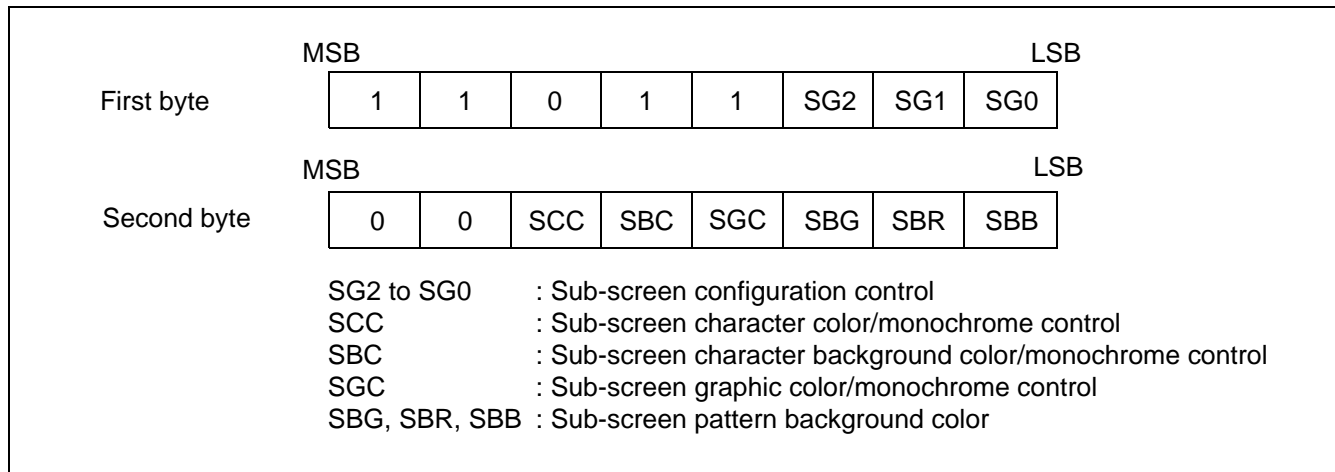 MSB LSB
First byte 1 1 0 1 1 SG2 SG1 SG0
MSB LSB
Second byte 0 0 SCC SBC SGC SBG SBR SBB
SG2 to SG0 : Sub-screen configuration control
SCC : Sub-screen character color/monochrome control
SBC : Sub-screen character background color/monochrome control
SGC : Sub-screen graphic color/monochrome control
SBG, SBR, SBB : Sub-screen pattern background color